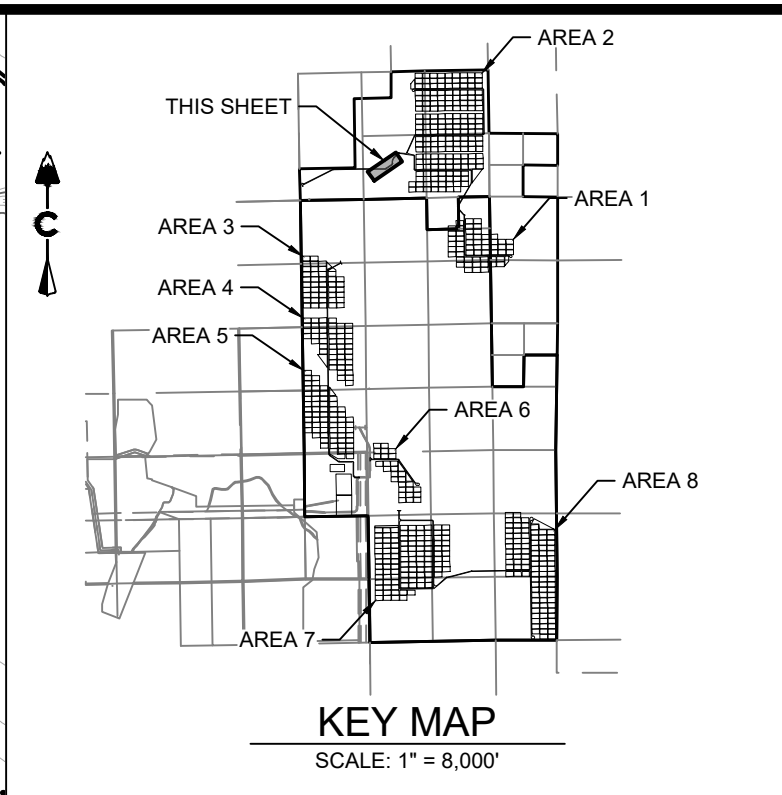 AREA 2
THIS SHEET
AREA 1
AREA 3
AREA 4
AREA 5
AREA 6
AREA 8
AREA 7
KEY MAP
SCALE: 1" = 8,000'